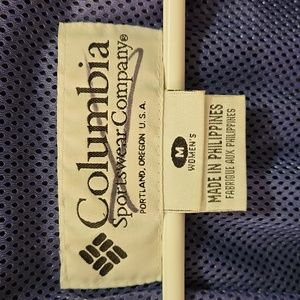 Columbia
Sportswear Company®
PORTLAND, OREGON U.S.A.
M
WOMEN'S
MADE IN PHILIPPINES
FABRIQUE AUX PHILIPPINES